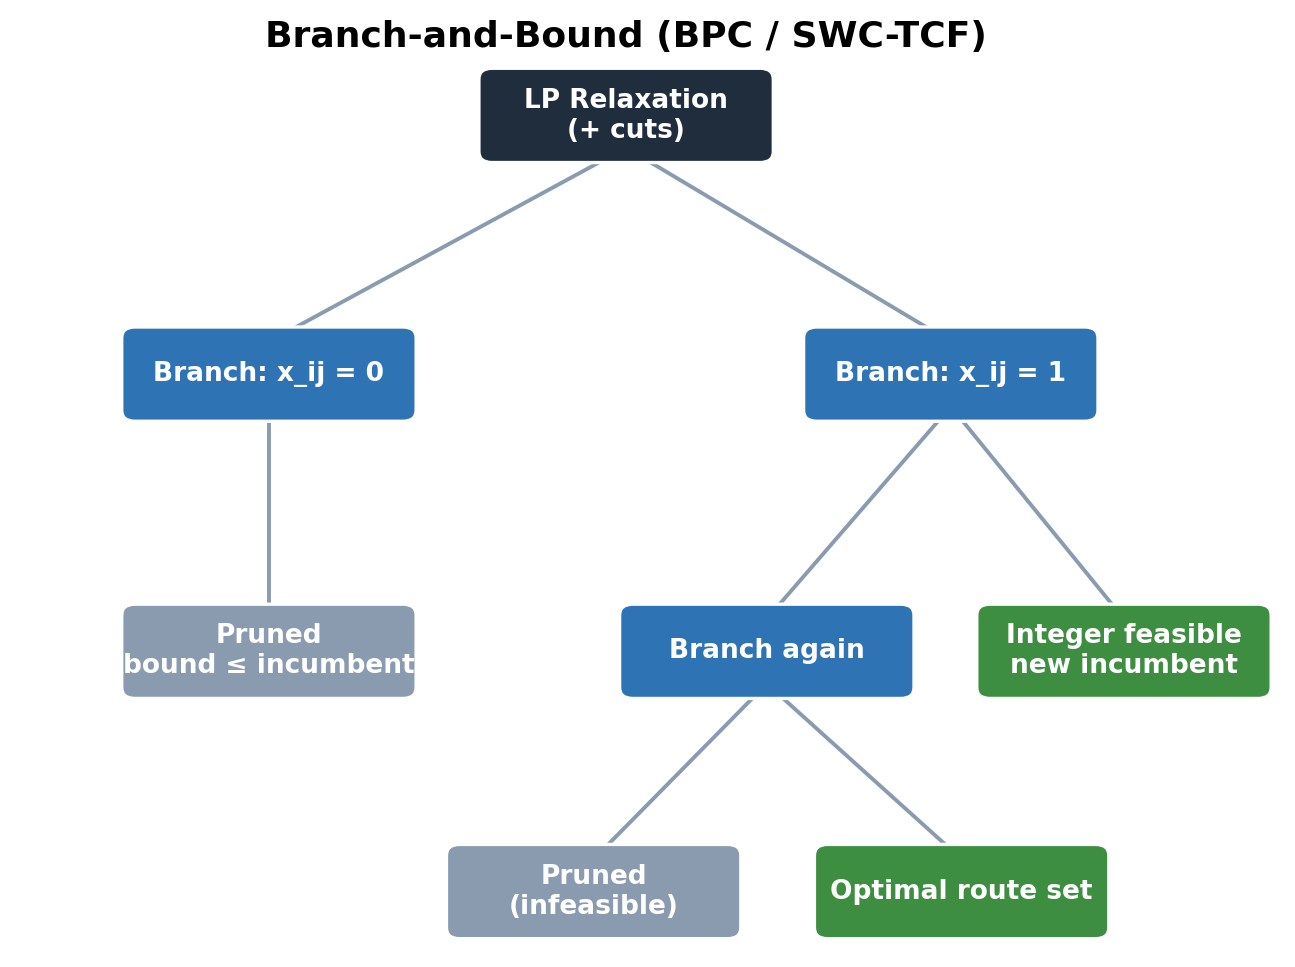 Branch-and-Bound (BPC / SWC-TCF)
LP Relaxation
(+ cuts)
Branch: x_ij = 0
Branch: x_ij = 1
Pruned
bound ≤ incumbent
Branch again
Integer feasible
new incumbent
Pruned
(infeasible)
Optimal route set